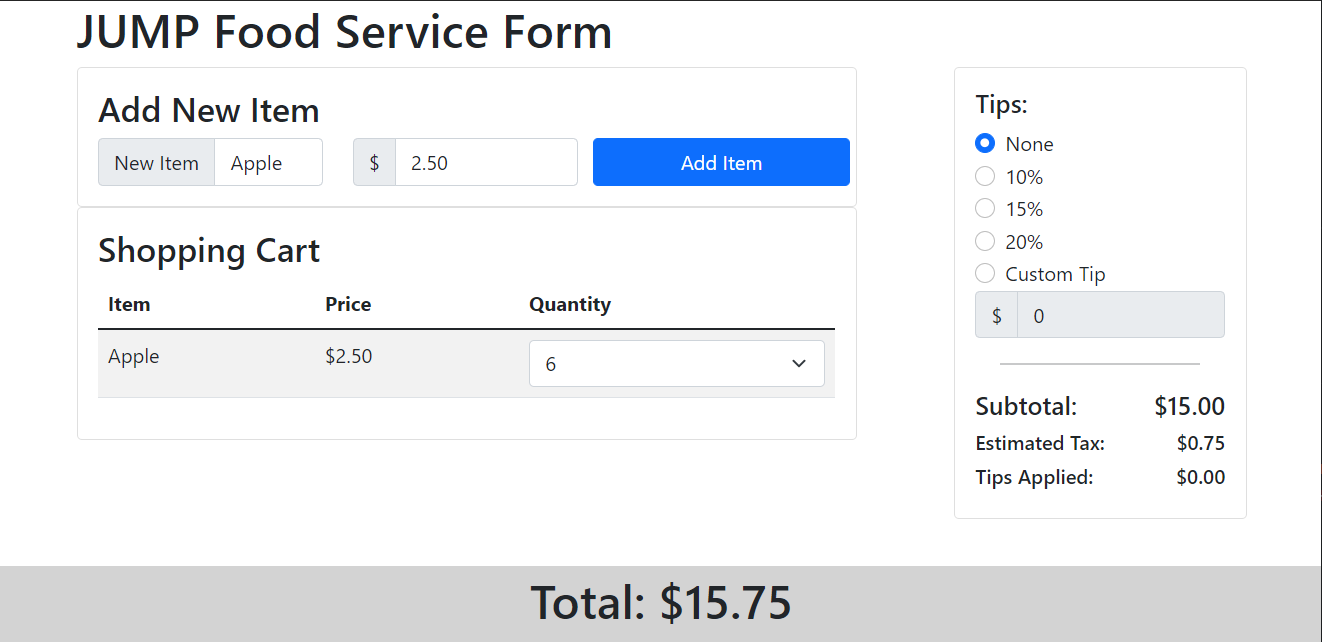 JUMP Food Service Form
Add New Item
New Item Apple $ 2.50 Add Item
Shopping Cart
Item Price Quantity
Apple $2.50 6
Tips:
None
10%
15%
20%
Custom Tip
$ 0
Subtotal: $15.00
Estimated Tax: $0.75
Tips Applied: $0.00
Total: $15.75